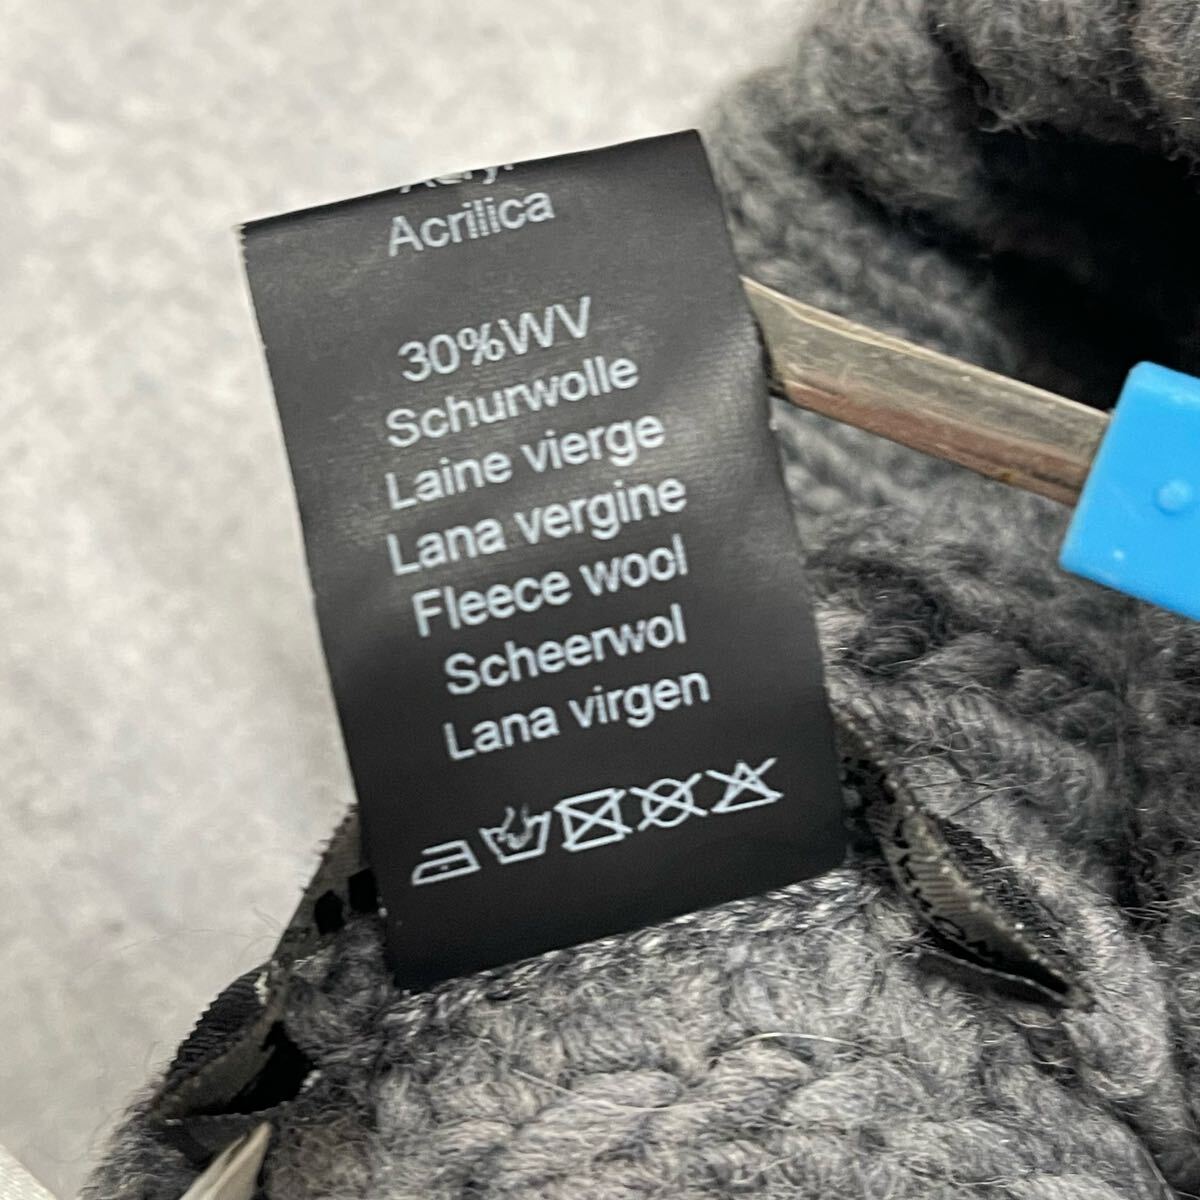 Acrilica
30%WV
Schurwolle
Laine vierge
Lana vergine
Fleece wool
Scheerwol
Lana virgen